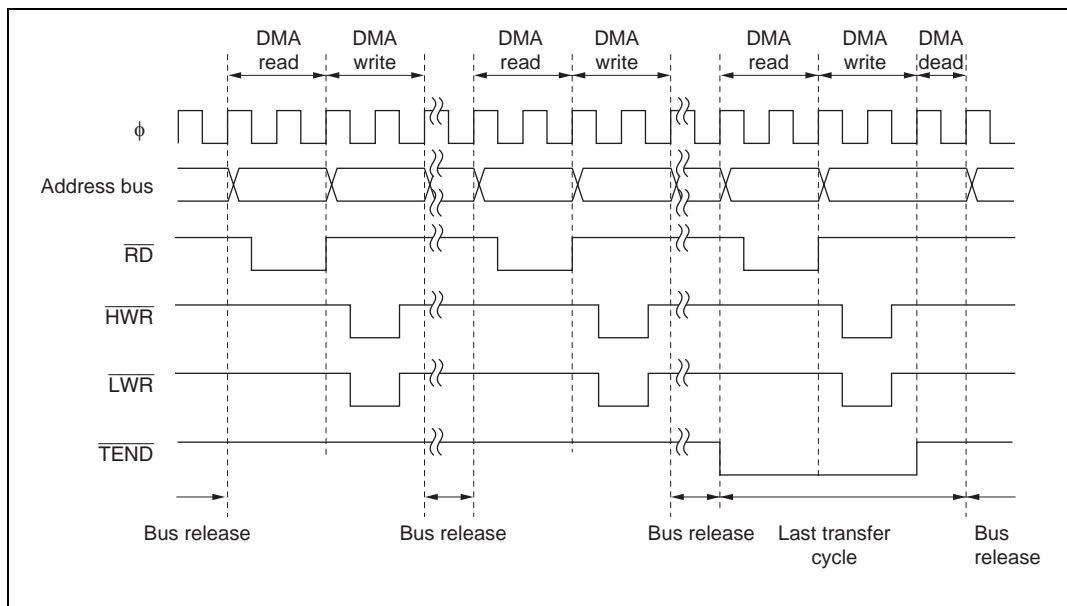 DMA read DMA write DMA read DMA write DMA read DMA write DMA dead
φ
Address bus
RD
HWR
LWR
TEND
Bus release Bus release Bus release Last transfer cycle Bus release